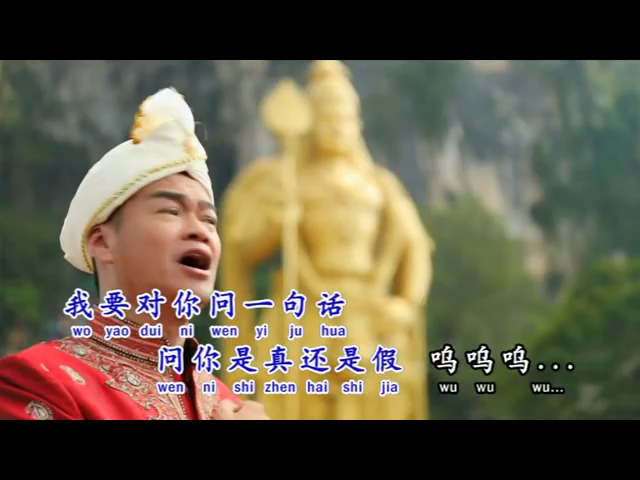 我要对你问一句话
wo yao dui ni wen yi ju hua
问你是真还是假 呜呜呜...
wen ni shi zhen hai shi jia wu wu wu...